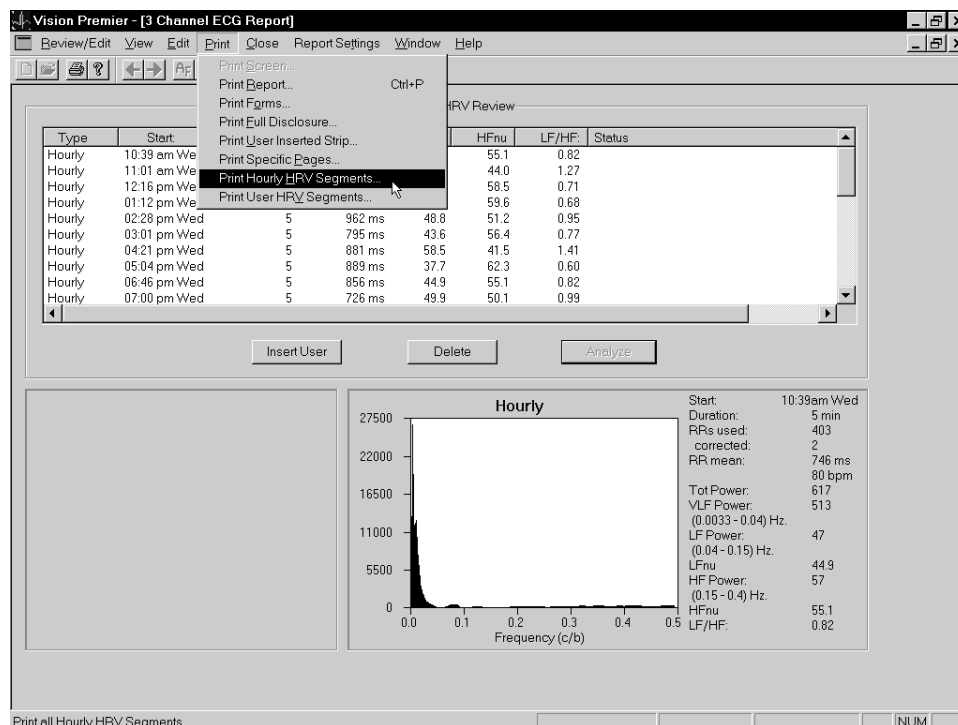 Vision Premier - [3 Channel ECG Report]
Review/Edit View Edit Print Close Report Settings Window Help
Print Screen...
Print Report... Ctrl+P
Print Forms...
Print Full Disclosure...
Print User Inserted Strip...
Print Specific Pages...
Print Hourly HRV Segments...
Print User HRV Segments...
HRV Review
Type Start: HFnu LF/HF: Status
Hourly 10:39 am We 55.1 0.82
Hourly 11:01 am We 44.0 1.27
Hourly 12:16 pm We 58.5 0.71
Hourly 01:12 pm We 59.6 0.68
Hourly 02:28 pm Wed 5 962 ms 48.8 51.2 0.95
Hourly 03:01 pm Wed 5 795 ms 43.6 56.4 0.77
Hourly 04:21 pm Wed 5 881 ms 58.5 41.5 1.41
Hourly 05:04 pm Wed 5 889 ms 37.7 62.3 0.60
Hourly 06:46 pm Wed 5 856 ms 44.9 55.1 0.82
Hourly 07:00 pm Wed 5 726 ms 49.9 50.1 0.99
Insert User Delete Analyze
Hourly
27500
22000
16500
11000
5500
0
0.0 0.1 0.2 0.3 0.4 0.5
Frequency (c/b)
Start: 10:39am Wed
Duration: 5 min
RRs used: 403
corrected: 2
RR mean: 746 ms
80 bpm
Tot Power: 617
VLF Power: 513
(0.0033 - 0.04) Hz.
LF Power: 47
(0.04 - 0.15) Hz.
LFnu 44.9
HF Power: 57
(0.15 - 0.4) Hz.
HFnu 55.1
LF/HF: 0.82
Print all Hourly HRV Segments
NUM